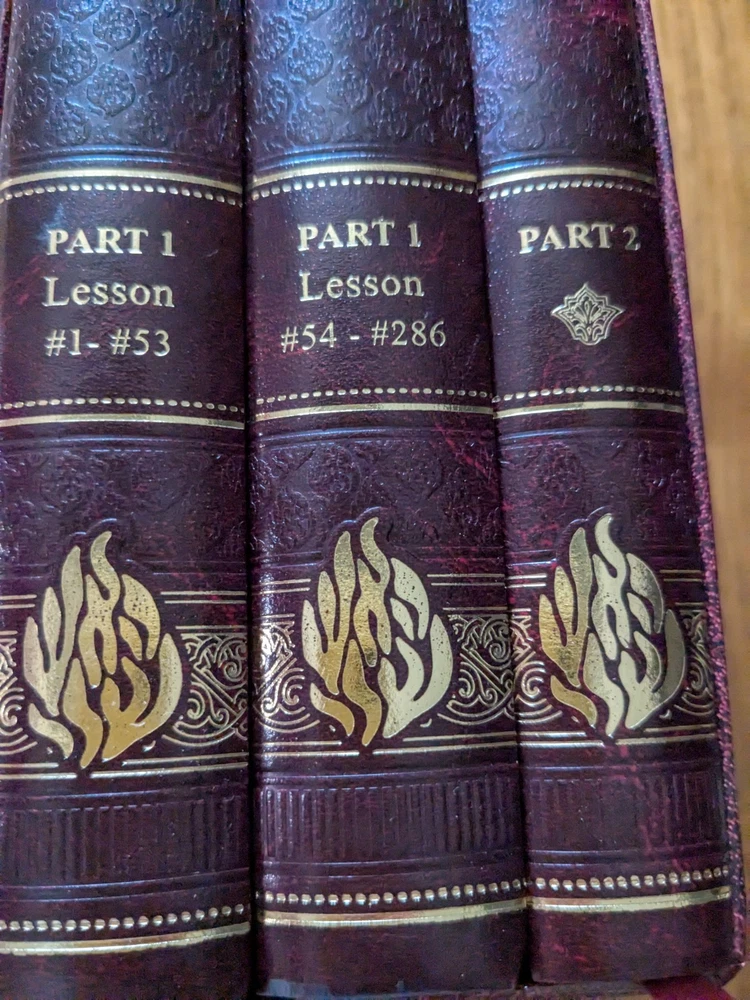 PART 1
Lesson
#1- #53
PART 1
Lesson
#54 - #286
PART 2